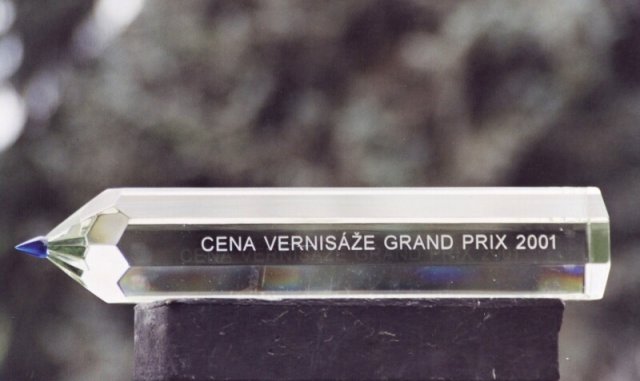 CENA VERNISÁŽE GRAND PRIX 2001